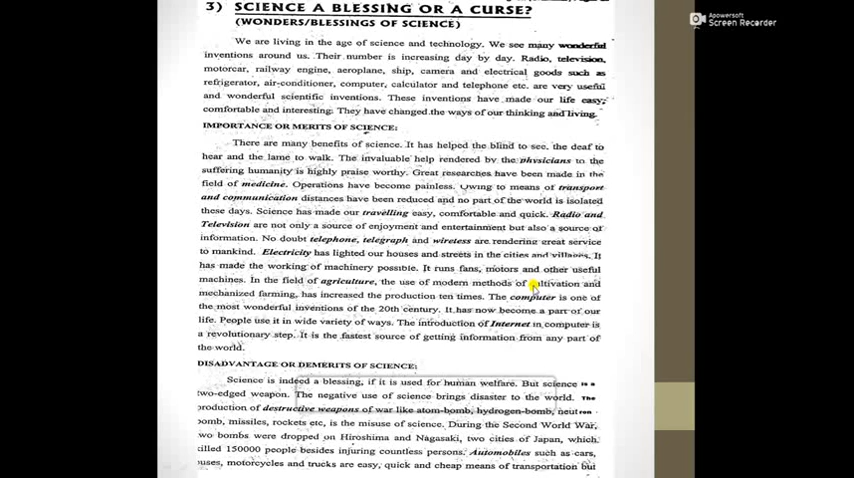 Apowersoft
Screen Recorder
3) SCIENCE A BLESSING OR A CURSE?
(WONDERS/BLESSINGS OF SCIENCE)
We are living in the age of science and technology. We see many wonderful
inventions around us. Their number is increasing day by day. Radio, television,
motorcar, railway engine, aeroplane, ship, camera and electrical goods such as
refrigerator, air-conditioner, computer, calculator and telephone etc. are very useful
and wonderful scientific inventions. These inventions have made our life easy,
comfortable and interesting. They have changed the ways of our thinking and living.
IMPORTANCE OR MERITS OF SCIENCE:
There are many benefits of science. It has helped the blind to see, the deaf to
hear and the lame to walk. The invaluable help rendered by the physicians to the
suffering humanity is highly praise worthy. Great researches have been made in the
field of medicine. Operations have become painless. Owing to means of transport
and communication distances have been reduced and no part of the world is isolated
these days. Science has made our travelling easy, comfortable and quick. Radio and
Television are not only a source of enjoyment and entertainment but also a source of
information. No doubt telephone, telegraph and wireless are rendering great service
to mankind. Electricity has lighted our houses and streets in the cities and villages. It
has made the working of machinery possible. It runs fans, motors and other useful
machines. In the field of agriculture, the use of modern methods of cultivation and
mechanized farming, has increased the production ten times. The computer is one of
the most wonderful inventions of the 20th century. It has now become a part of our
life. People use it in wide variety of ways. The introduction of Internet in computer is
a revolutionary step. It is the fastest source of getting information from any part of
the world.
DISADVANTAGE OR DEMERITS OF SCIENCE:
Science is indeed a blessing, if it is used for human welfare. But science is a
two-edged weapon. The negative use of science brings disaster to the world. The
production of destructive weapons of war like atom-bomb, hydrogen-bomb, neutron
bomb, missiles, rockets etc, is the misuse of science. During the Second World War,
two bombs were dropped on Hiroshima and Nagasaki, two cities of Japan, which
killed 150000 people besides injuring countless persons. Automobiles such as cars,
buses, motorcycles and trucks are easy, quick and cheap means of transportation but